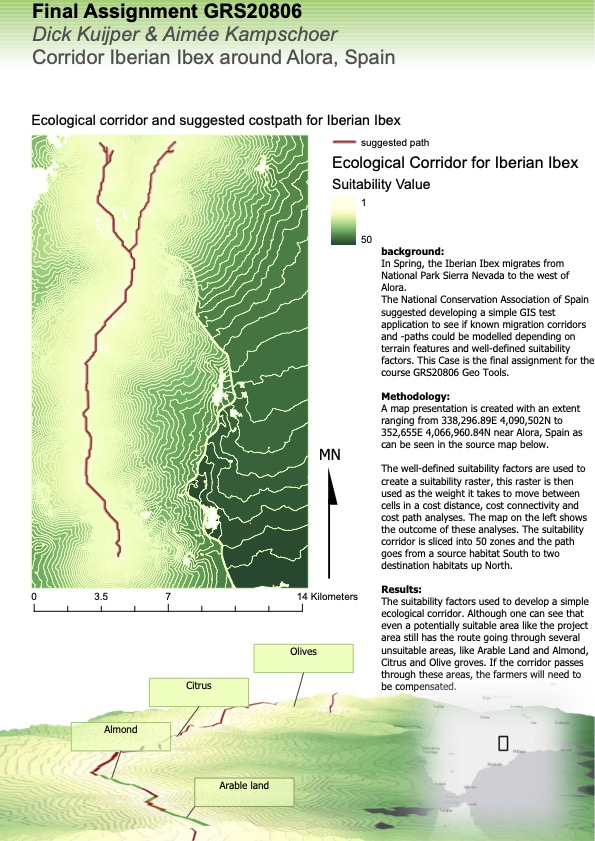 Final Assignment GRS20806
Dick Kuijper & Aimée Kampschoer
Corridor Iberian Ibex around Alora, Spain
Ecological corridor and suggested costpath for Iberian Ibex
suggested path
Ecological Corridor for Iberian Ibex
Suitability Value
1
50
background:
In Spring, the Iberian Ibex migrates from
National Park Sierra Nevada to the west of
Alora.
The National Conservation Association of Spain
suggested developing a simple GIS test
application to see if known migration corridors
and -paths could be modelled depending on
terrain features and well-defined suitability
factors. This Case is the final assignment for the
course GRS20806 Geo Tools.
Methodology:
A map presentation is created with an extent
ranging from 338,296.89E 4,090,502N to
352,655E 4,066,960.84N near Alora, Spain as
can be seen in the source map below.
The well-defined suitability factors are used to
create a suitability raster, this raster is then
used as the weight it takes to move between
cells in a cost distance, cost connectivity and
cost path analyses. The map on the left shows
the outcome of these analyses. The suitability
corridor is sliced into 50 zones and the path
goes from a source habitat South to two
destination habitats up North.
Results:
The suitability factors used to develop a simple
ecological corridor. Although one can see that
even a potentially suitable area like the project
area still has the route going through several
unsuitable areas, like Arable Land and Almond,
Citrus and Olive groves. If the corridor passes
through these areas, the farmers will need to
be compensated.
MN
0 3.5 7 14 Kilometers
Olives
Citrus
Almond
Arable land